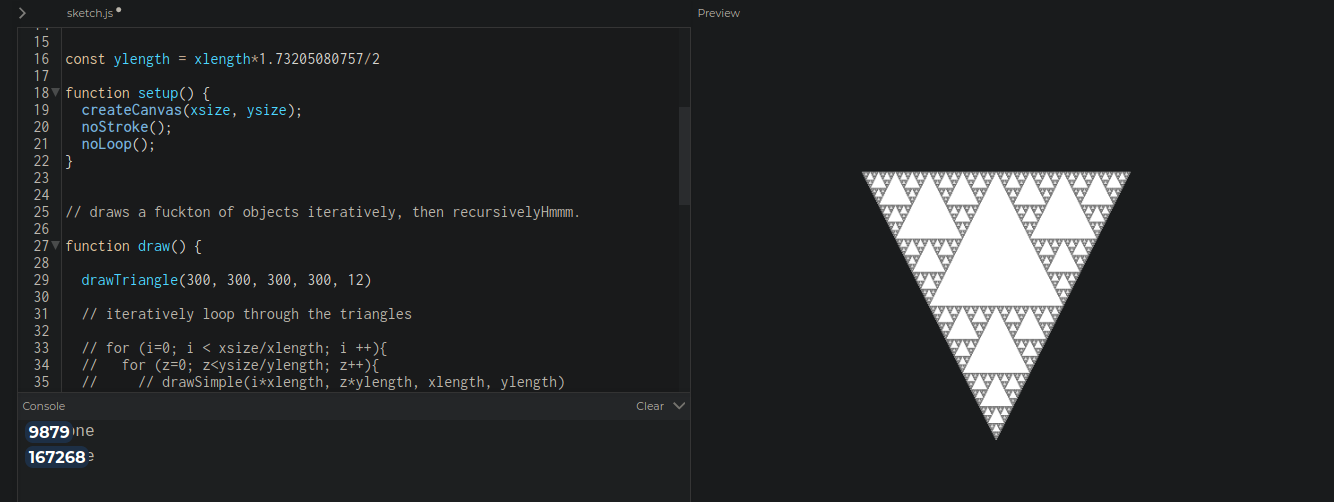 sketch.js
Preview
15
16 const ylength = xlength*1.73205080757/2
17
18 function setup() {
19 createCanvas(xsize, ysize);
20 noStroke();
21 noLoop();
22 }
23
24
25 // draws a fuckton of objects iteratively, then recursivelyHmmm.
26
27 function draw() {
28
29 drawTriangle(300, 300, 300, 300, 12)
30
31 // iteratively loop through the triangles
32
33 // for (i=0; i < xsize/xlength; i ++){
34 //   for (z=0; z<ysize/ylength; z++){
35 //     // drawSimple(i*xlength, z*ylength, xlength, ylength)
Console
Clear
9879
167268